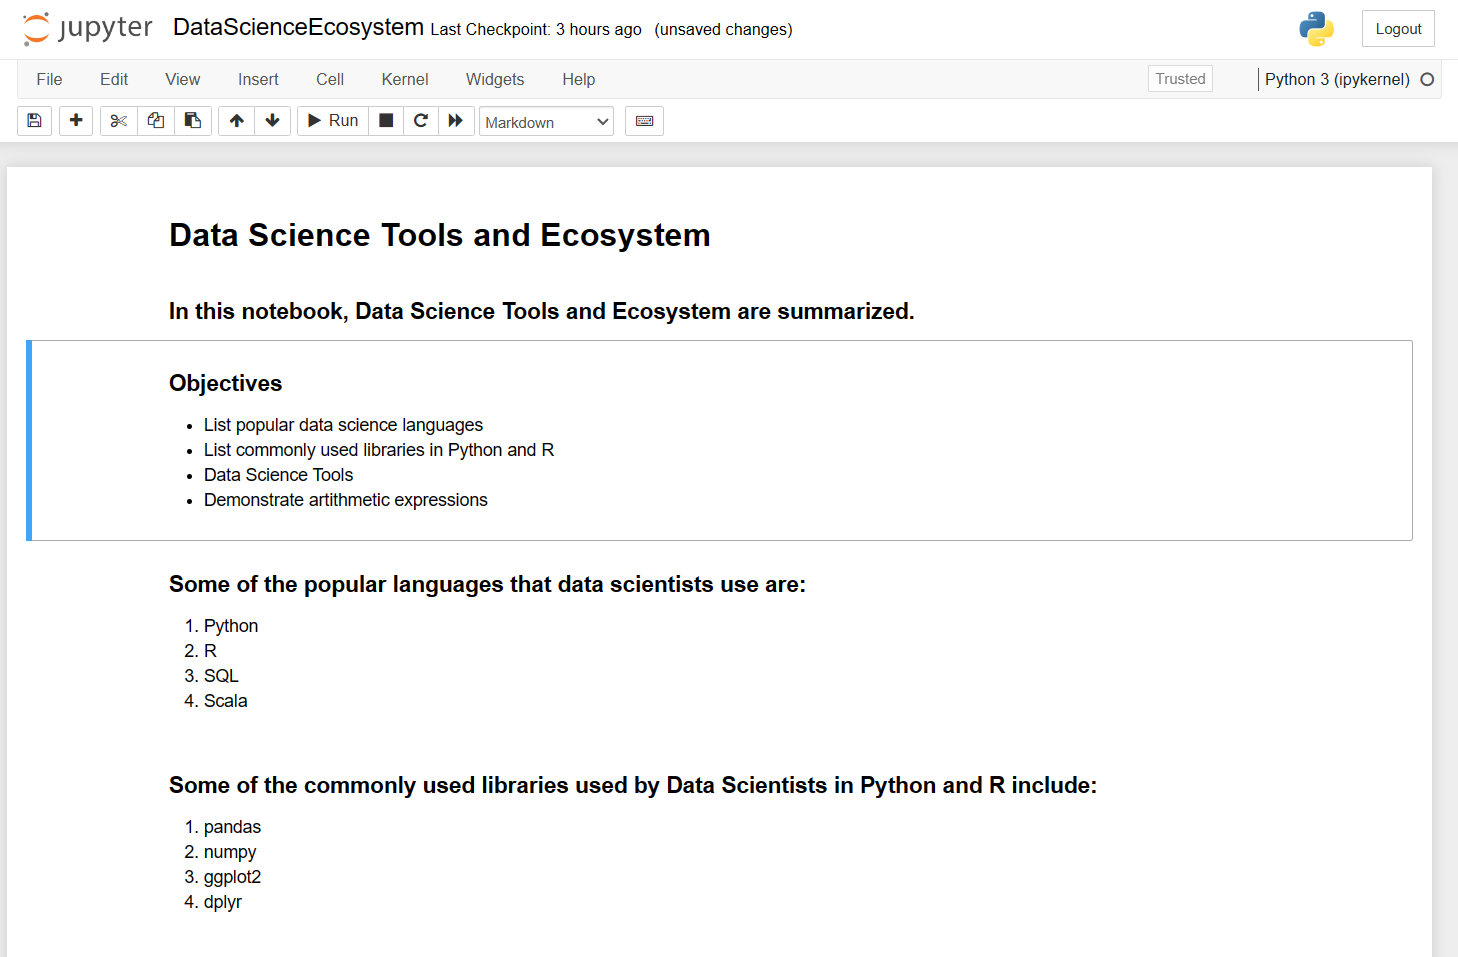 jupyter DataScienceEcosystem Last Checkpoint: 3 hours ago (unsaved changes) Logout
File Edit View Insert Cell Kernel Widgets Help Trusted Python 3 (ipykernel)
Run Markdown
Data Science Tools and Ecosystem
In this notebook, Data Science Tools and Ecosystem are summarized.
Objectives
• List popular data science languages
• List commonly used libraries in Python and R
• Data Science Tools
• Demonstrate artithmetic expressions
Some of the popular languages that data scientists use are:
1. Python
2. R
3. SQL
4. Scala
Some of the commonly used libraries used by Data Scientists in Python and R include:
1. pandas
2. numpy
3. ggplot2
4. dplyr